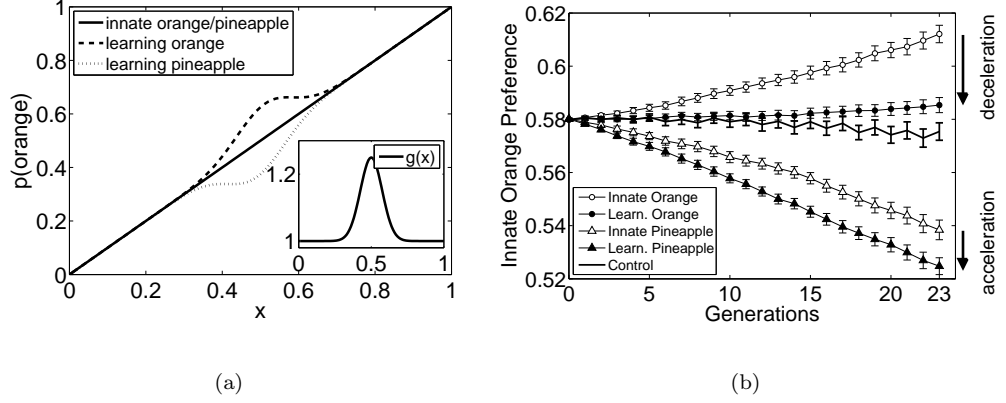 innate orange/pineapple
learning orange
learning pineapple
1
0.8
0.6
0.4
0.2
0
p(orange)
0 0.2 0.4 0.6 0.8 1
x
g(x)
1.2
1
0 0.5 1
(a)
0.62
0.6
0.58
0.56
0.54
0.52
Innate Orange Preference
Innate Orange
Learn. Orange
Innate Pineapple
Learn. Pineapple
Control
0 5 10 15 20 23
Generations
deceleration
acceleration
(b)